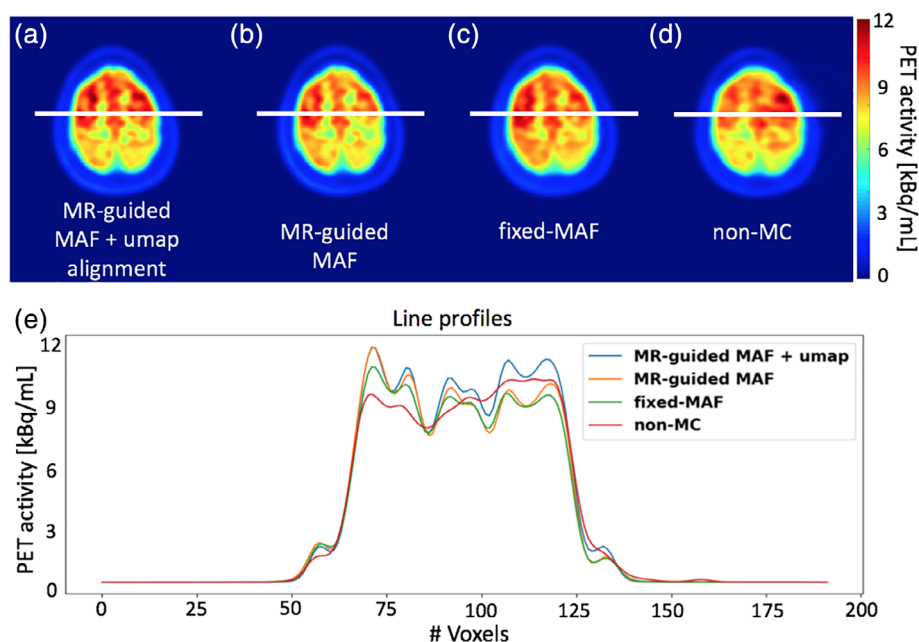 (a)
(b)
(c)
(d)
MR-guided
MAF + umap
alignment
MR-guided
MAF
fixed-MAF
non-MC
12
9
6
3
0
PET activity [kBq/mL]
(e)
Line profiles
MR-guided MAF + umap
MR-guided MAF
fixed-MAF
non-MC
PET activity [kBq/mL]
12
9
6
3
0
0
25
50
75
100
125
150
175
200
# Voxels